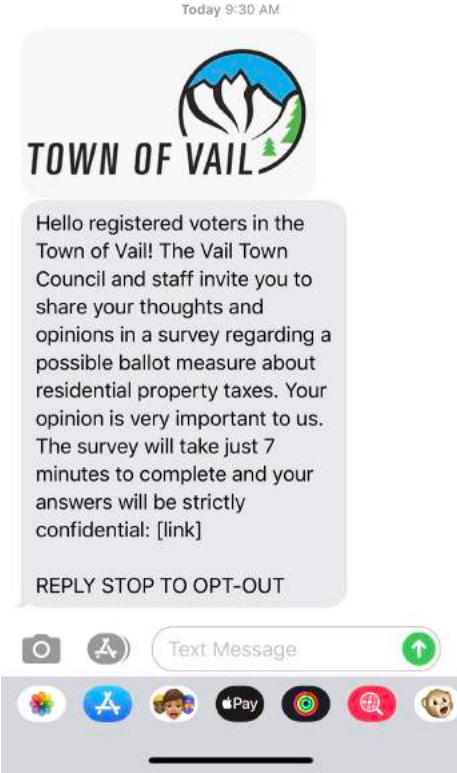 Today 9:30 AM
TOWN OF VAIL
Hello registered voters in the
Town of Vail! The Vail Town
Council and staff invite you to
share your thoughts and
opinions in a survey regarding a
possible ballot measure about
residential property taxes. Your
opinion is very important to us.
The survey will take just 7
minutes to complete and your
answers will be strictly
confidential: [link]
REPLY STOP TO OPT-OUT
Text Message
Pay